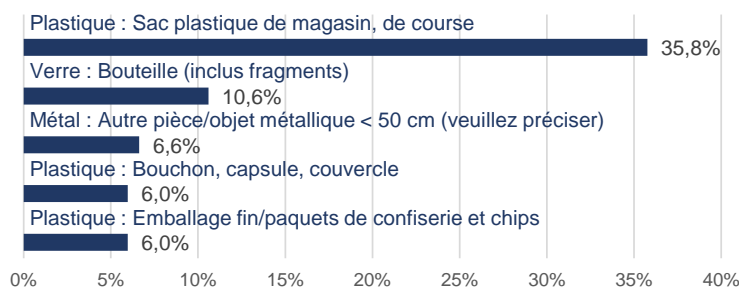 Plastique : Sac plastique de magasin, de course
35,8%
Verre : Bouteille (inclus fragments)
10,6%
Métal : Autre pièce/objet métallique < 50 cm (veuillez préciser)
6,6%
Plastique : Bouchon, capsule, couvercle
6,0%
Plastique : Emballage fin/paquets de confiserie et chips
6,0%
0% 5% 10% 15% 20% 25% 30% 35% 40%